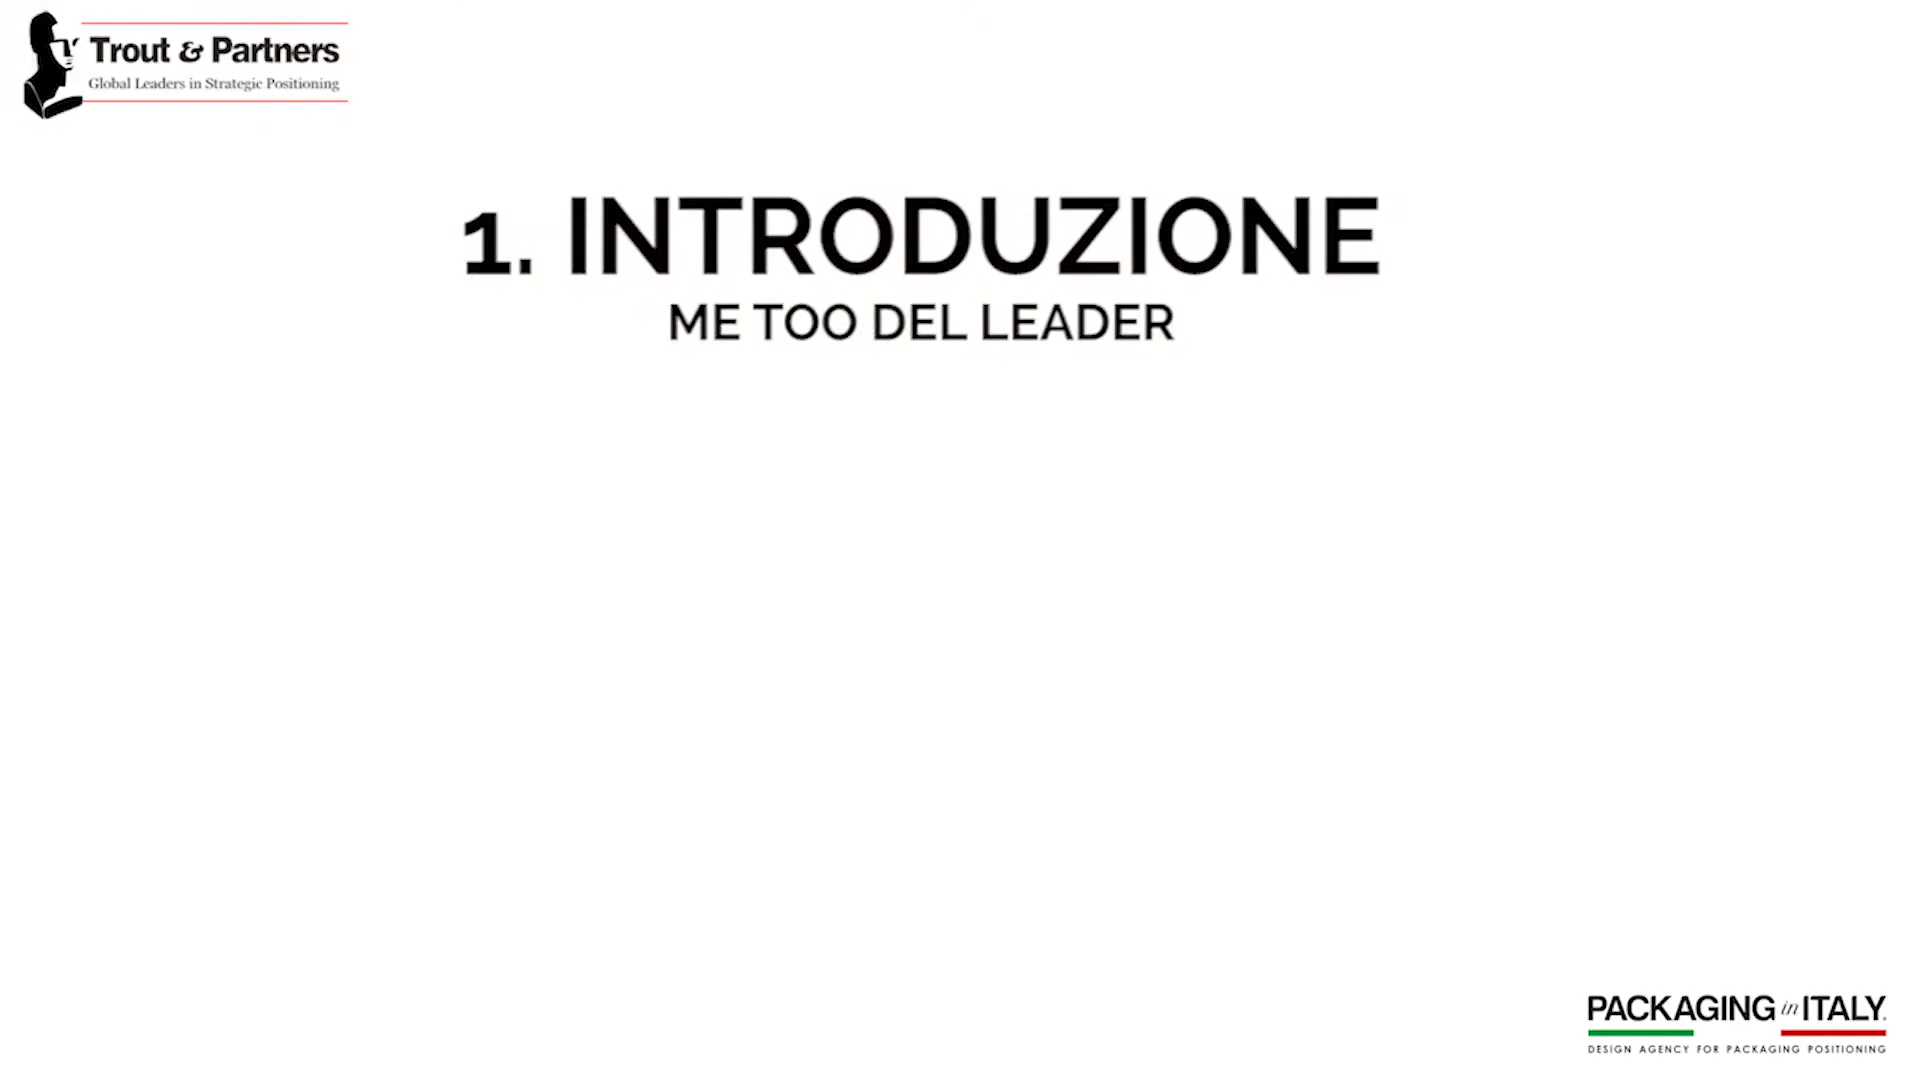 Trout & Partners
Global Leaders in Strategic Positioning
1. INTRODUZIONE
ME TOO DEL LEADER
PACKAGING in ITALY.
DESIGN AGENCY FOR PACKAGING POSITIONING